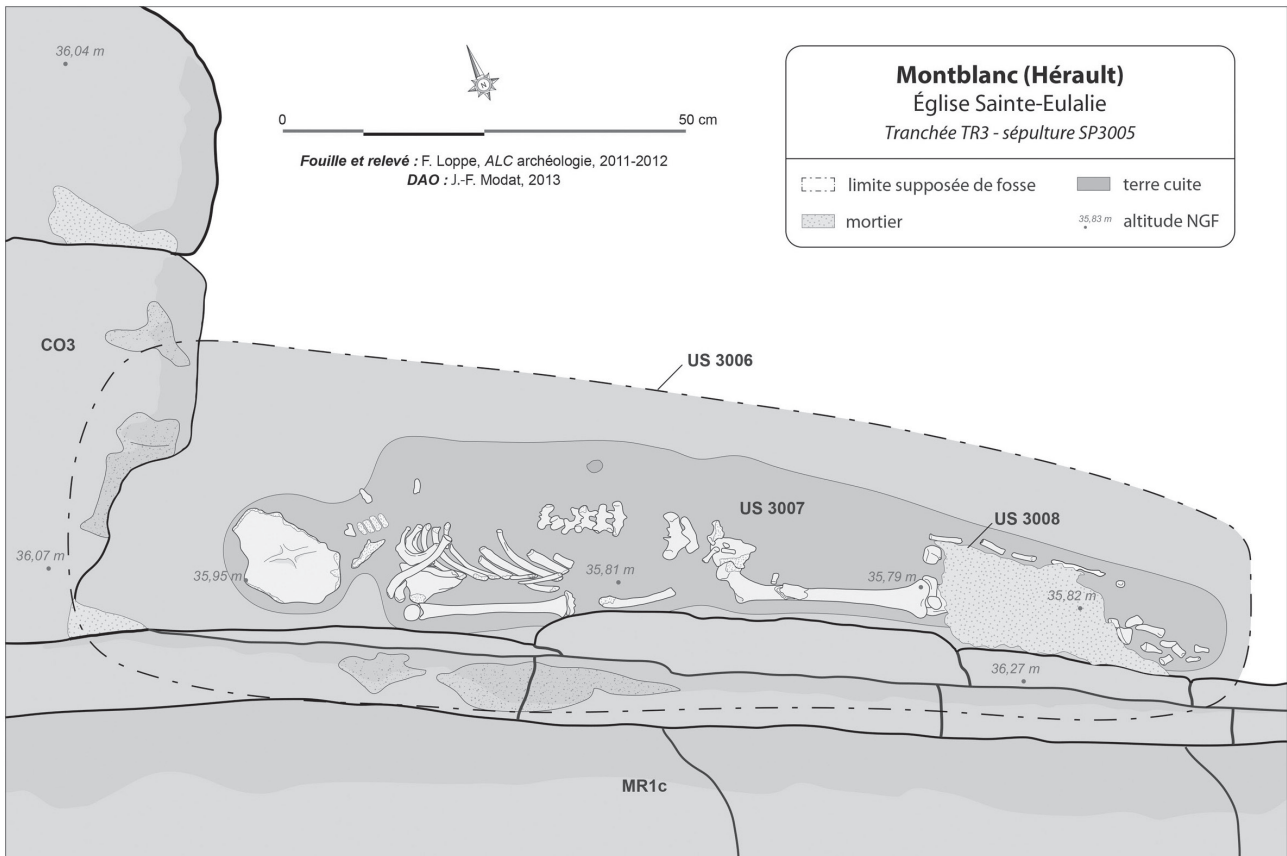 36,04 m
N
0 50 cm
Fouille et relevé : F. Loppe, ALC archéologie, 2011-2012
DAO : J.-F. Modat, 2013
Montblanc (Hérault)
Église Sainte-Eulalie
Tranchée TR3 - sépulture SP3005
limite supposée de fosse
terre cuite
mortier
35,83 m altitude NGF
CO3
US 3006
US 3007
US 3008
36,07 m
35,95 m
35,81 m
35,79 m
35,82 m
36,27 m
MR1c